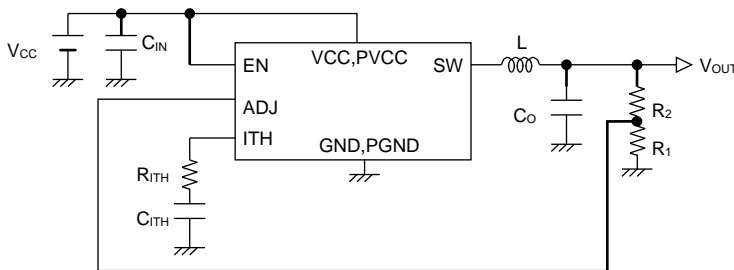 VCC
CIN
EN
VCC,PVCC
SW
L
VOUT
ADJ
ITH
GND,PGND
CO
R2
R1
RITH
CITH